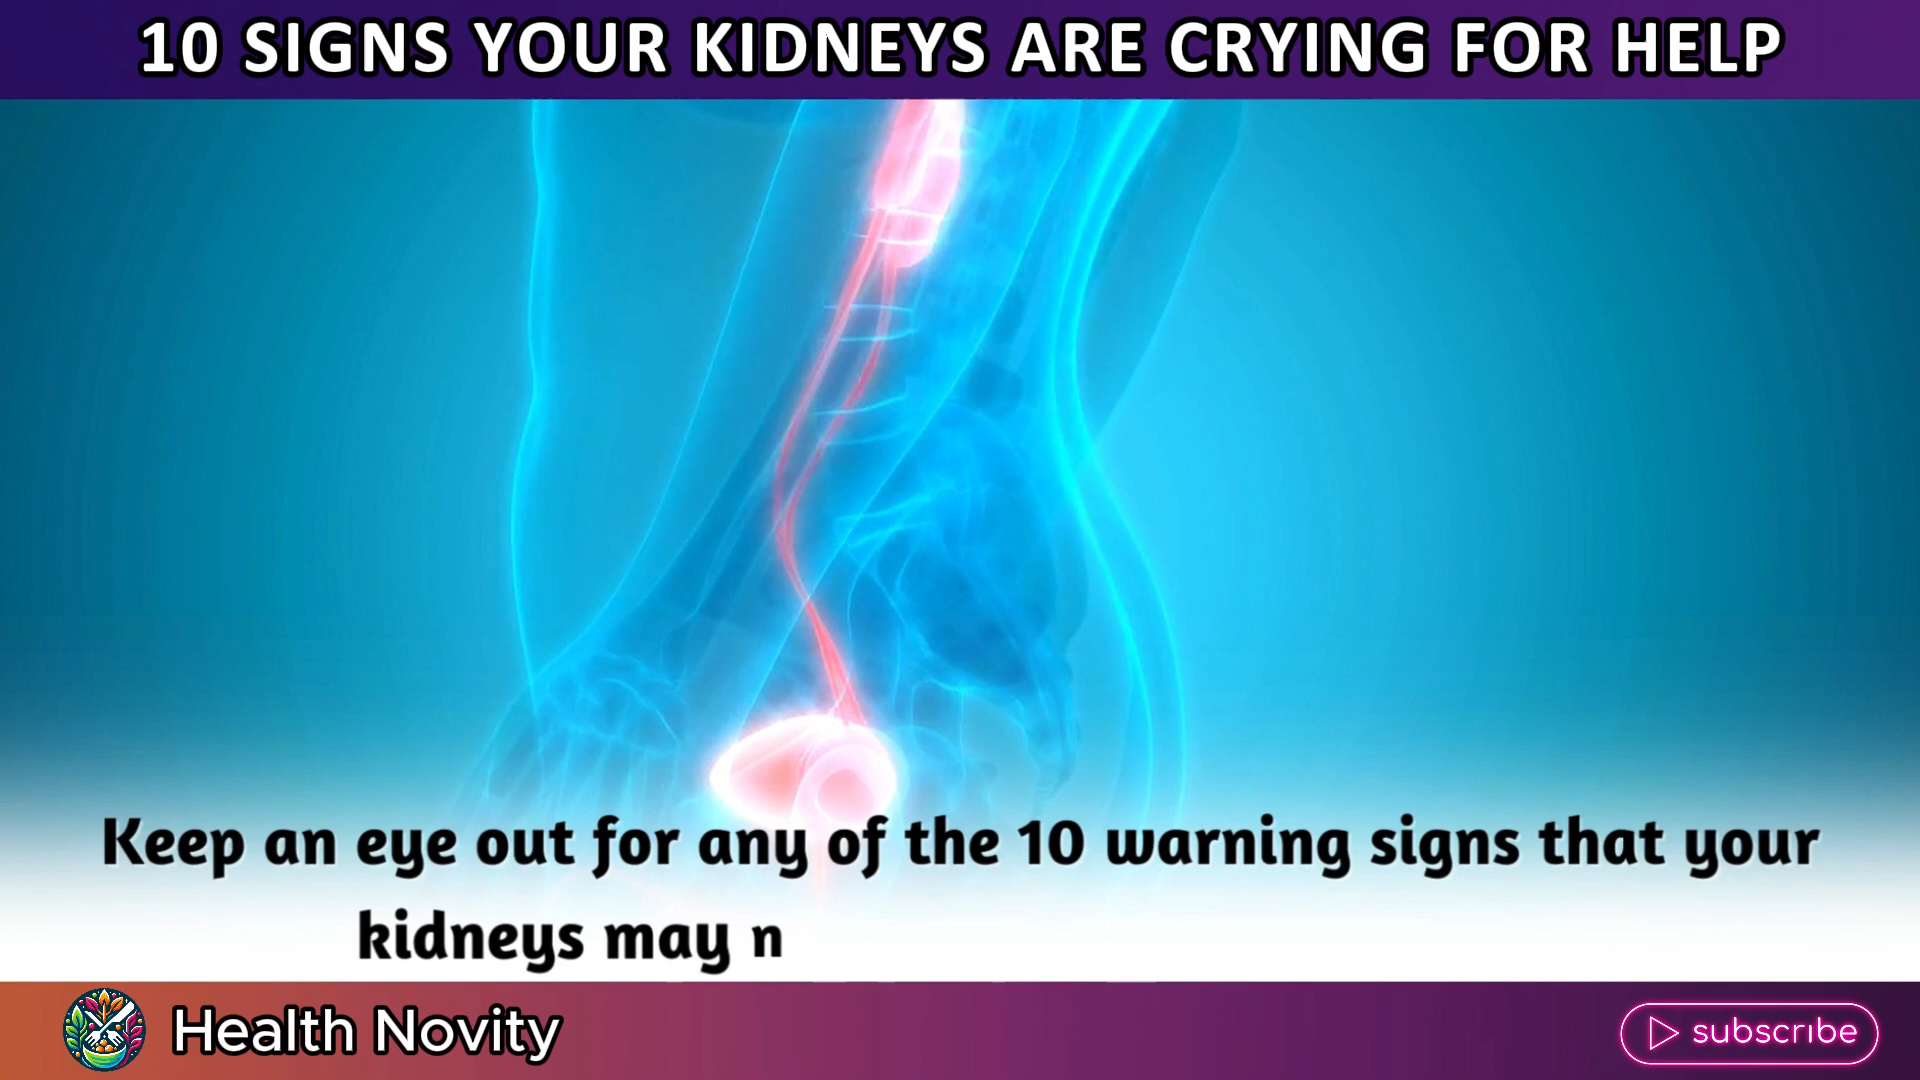 10 SIGNS YOUR KIDNEYS ARE CRYING FOR HELP
Keep an eye out for any of the 10 warning signs that your
kidneys may n
Health Novity
subscribe